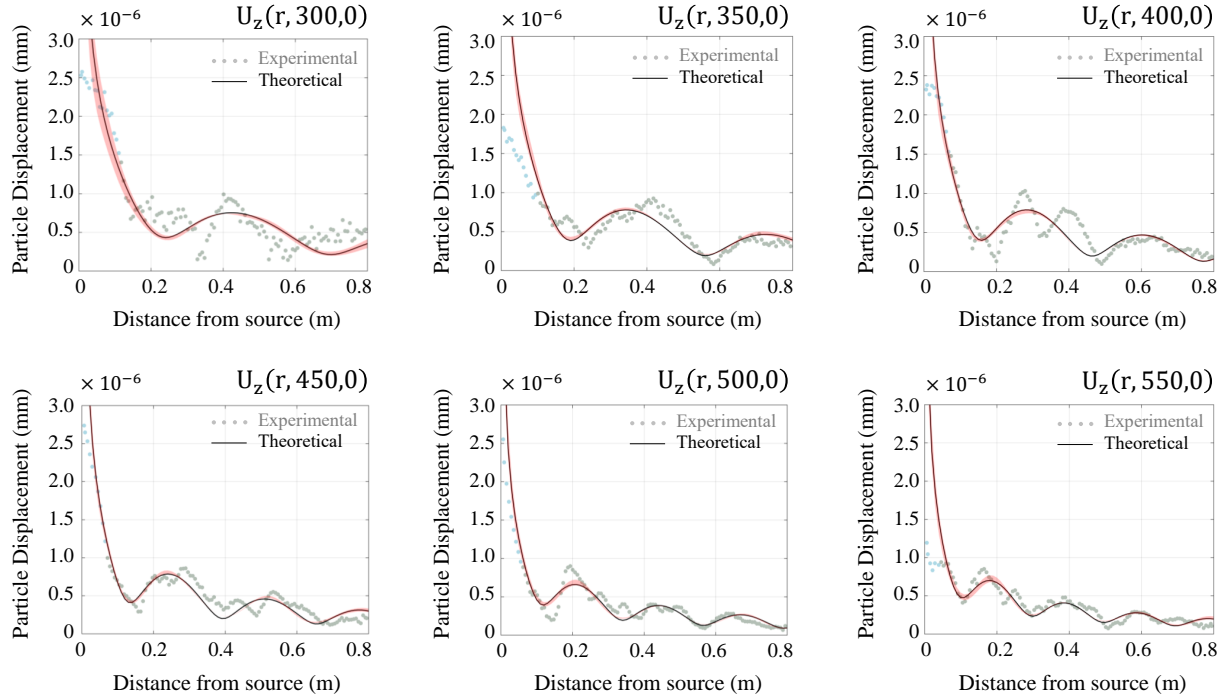 × 10⁻⁶ U_z(r, 300,0)
3.0
2.5
2.0
1.5
1.0
0.5
0
Particle Displacement (mm)
Experimental
Theoretical
0 0.2 0.4 0.6 0.8
Distance from source (m)
× 10⁻⁶ U_z(r, 350,0)
3.0
2.5
2.0
1.5
1.0
0.5
0
Particle Displacement (mm)
Experimental
Theoretical
0 0.2 0.4 0.6 0.8
Distance from source (m)
× 10⁻⁶ U_z(r, 400,0)
3.0
2.5
2.0
1.5
1.0
0.5
0
Particle Displacement (mm)
Experimental
Theoretical
0 0.2 0.4 0.6 0.8
Distance from source (m)
× 10⁻⁶ U_z(r, 450,0)
3.0
2.5
2.0
1.5
1.0
0.5
0
Particle Displacement (mm)
Experimental
Theoretical
0 0.2 0.4 0.6 0.8
Distance from source (m)
× 10⁻⁶ U_z(r, 500,0)
3.0
2.5
2.0
1.5
1.0
0.5
0
Particle Displacement (mm)
Experimental
Theoretical
0 0.2 0.4 0.6 0.8
Distance from source (m)
× 10⁻⁶ U_z(r, 550,0)
3.0
2.5
2.0
1.5
1.0
0.5
0
Particle Displacement (mm)
Experimental
Theoretical
0 0.2 0.4 0.6 0.8
Distance from source (m)